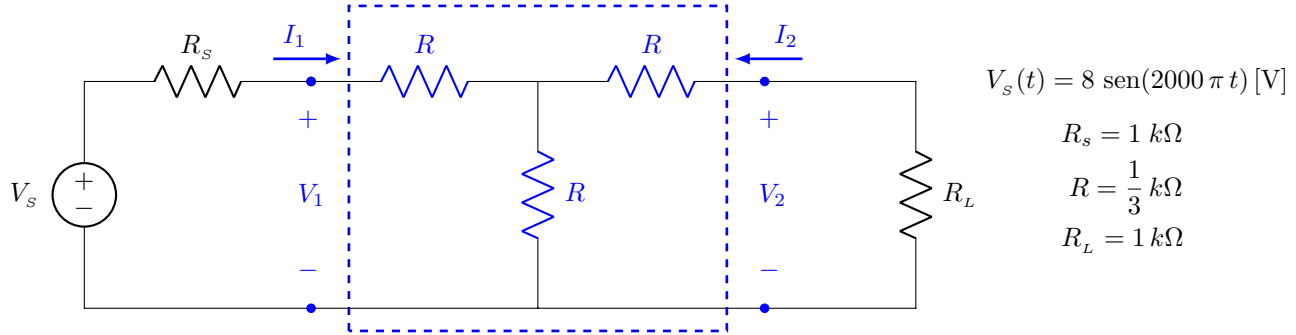 R_S
I_1
R
R
I_2
V_S(t) = 8 sen(2000 π t) [V]
+
+
R_s = 1 kΩ
V_S
+
−
V_1
R
V_2
R_L
R = 1/3 kΩ
R_L = 1 kΩ
−
−